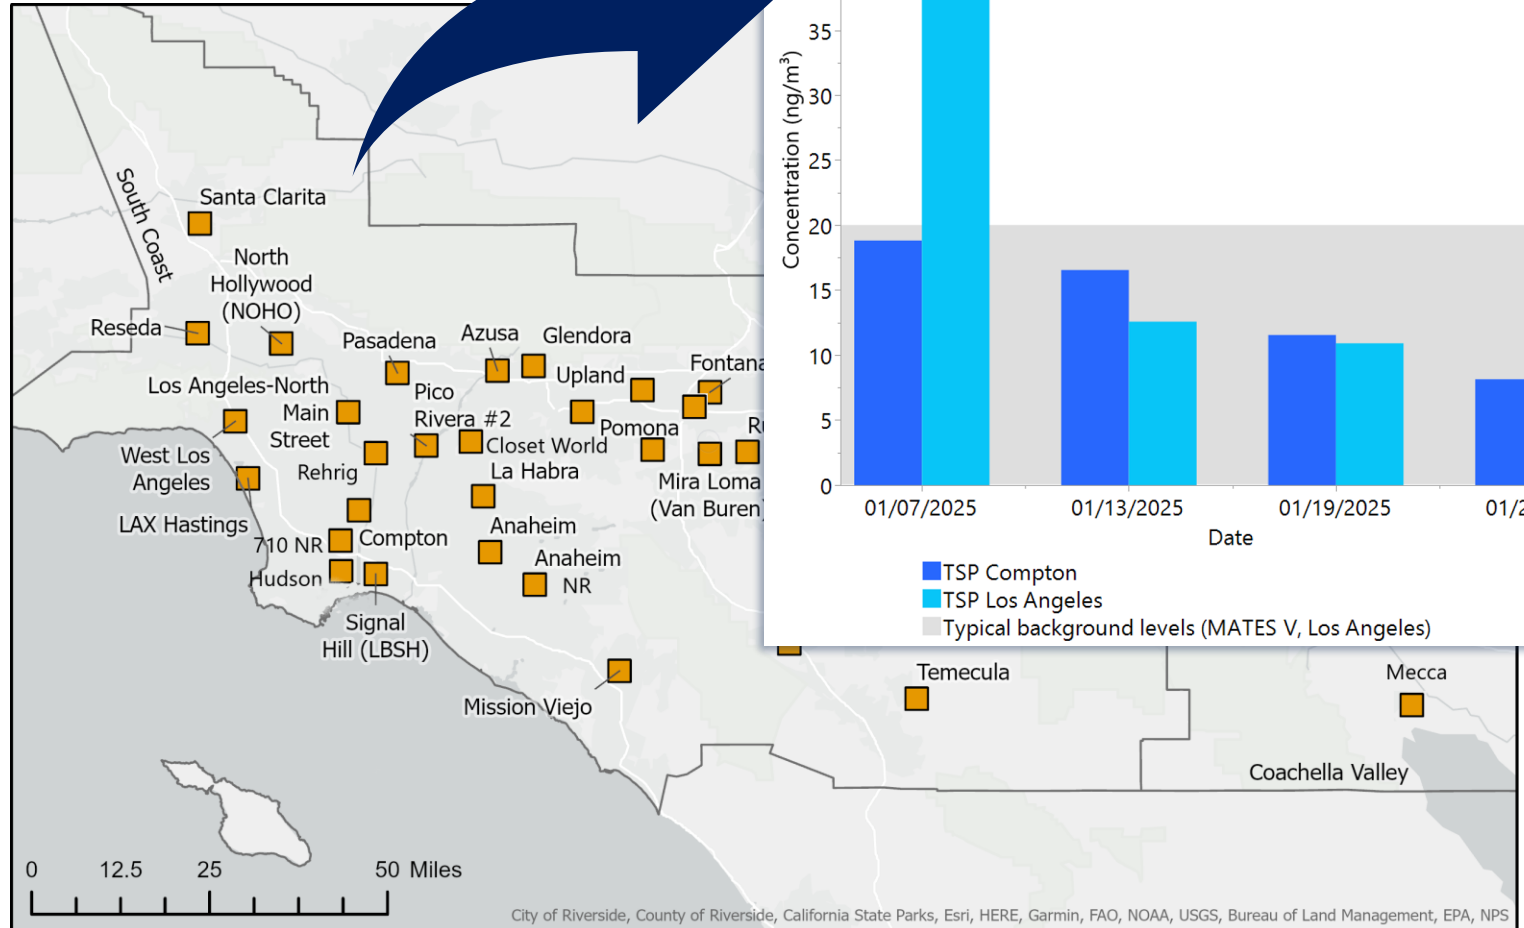 South Coast
Santa Clarita
North
Hollywood
(NOHO)
Reseda
Pasadena
Azusa
Glendora
Los Angeles-North
Main
Street
Pico
Rivera #2
Upland
Fontana
Pomona
Closet World
West Los
Angeles
Rehrig
La Habra
Mira Loma
(Van Buren)
LAX Hastings
710 NR
Compton
Anaheim
Anaheim
NR
Hudson
Signal
Hill (LBSH)
Mission Viejo
Temecula
Mecca
Coachella Valley
0 12.5 25 50 Miles
City of Riverside, County of Riverside, California State Parks, Esri, HERE, Garmin, FAO, NOAA, USGS, Bureau of Land Management, EPA, NPS
Concentration (ng/m³)
35
30
25
20
15
10
5
0
01/07/2025 01/13/2025 01/19/2025 01/2
Date
TSP Compton
TSP Los Angeles
Typical background levels (MATES V, Los Angeles)